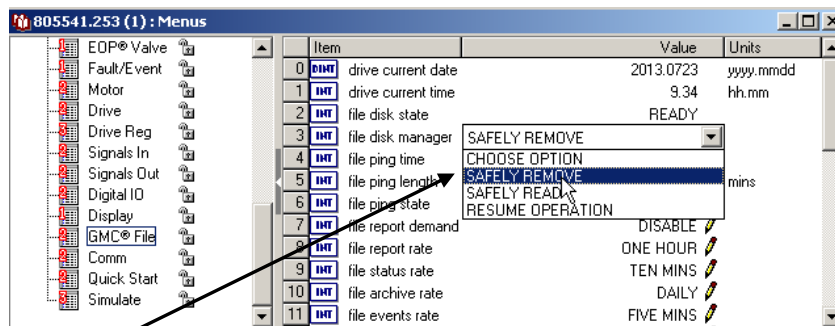 805541.253 (1) : Menus
EOP® Valve
Fault/Event
Motor
Drive
Drive Reg
Signals In
Signals Out
Digital IO
Display
GMC® File
Comm
Quick Start
Simulate
Item Value Units
0 DINT drive current date 2013.0723 yyyy.mmdd
1 INT drive current time 9.34 hh.mm
2 INT file disk state READY
3 INT file disk manager SAFELY REMOVE
CHOOSE OPTION
SAFELY REMOVE
SAFELY READ
RESUME OPERATION
4 INT file ping time
5 INT file ping length mins
6 INT file ping state
7 INT file report demand DISABLE
8 INT file report rate ONE HOUR
9 INT file status rate TEN MINS
10 INT file archive rate DAILY
11 INT file events rate FIVE MINS